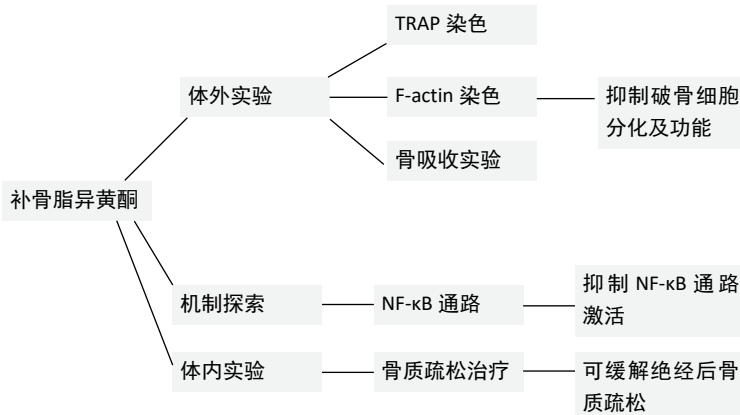 TRAP 染色
体外实验
F-actin 染色
抑制破骨细胞
分化及功能
骨吸收实验
补骨脂异黄酮
机制探索
NF-κB 通路
抑制 NF-κB 通路
激活
体内实验
骨质疏松治疗
可缓解绝经后骨
质疏松